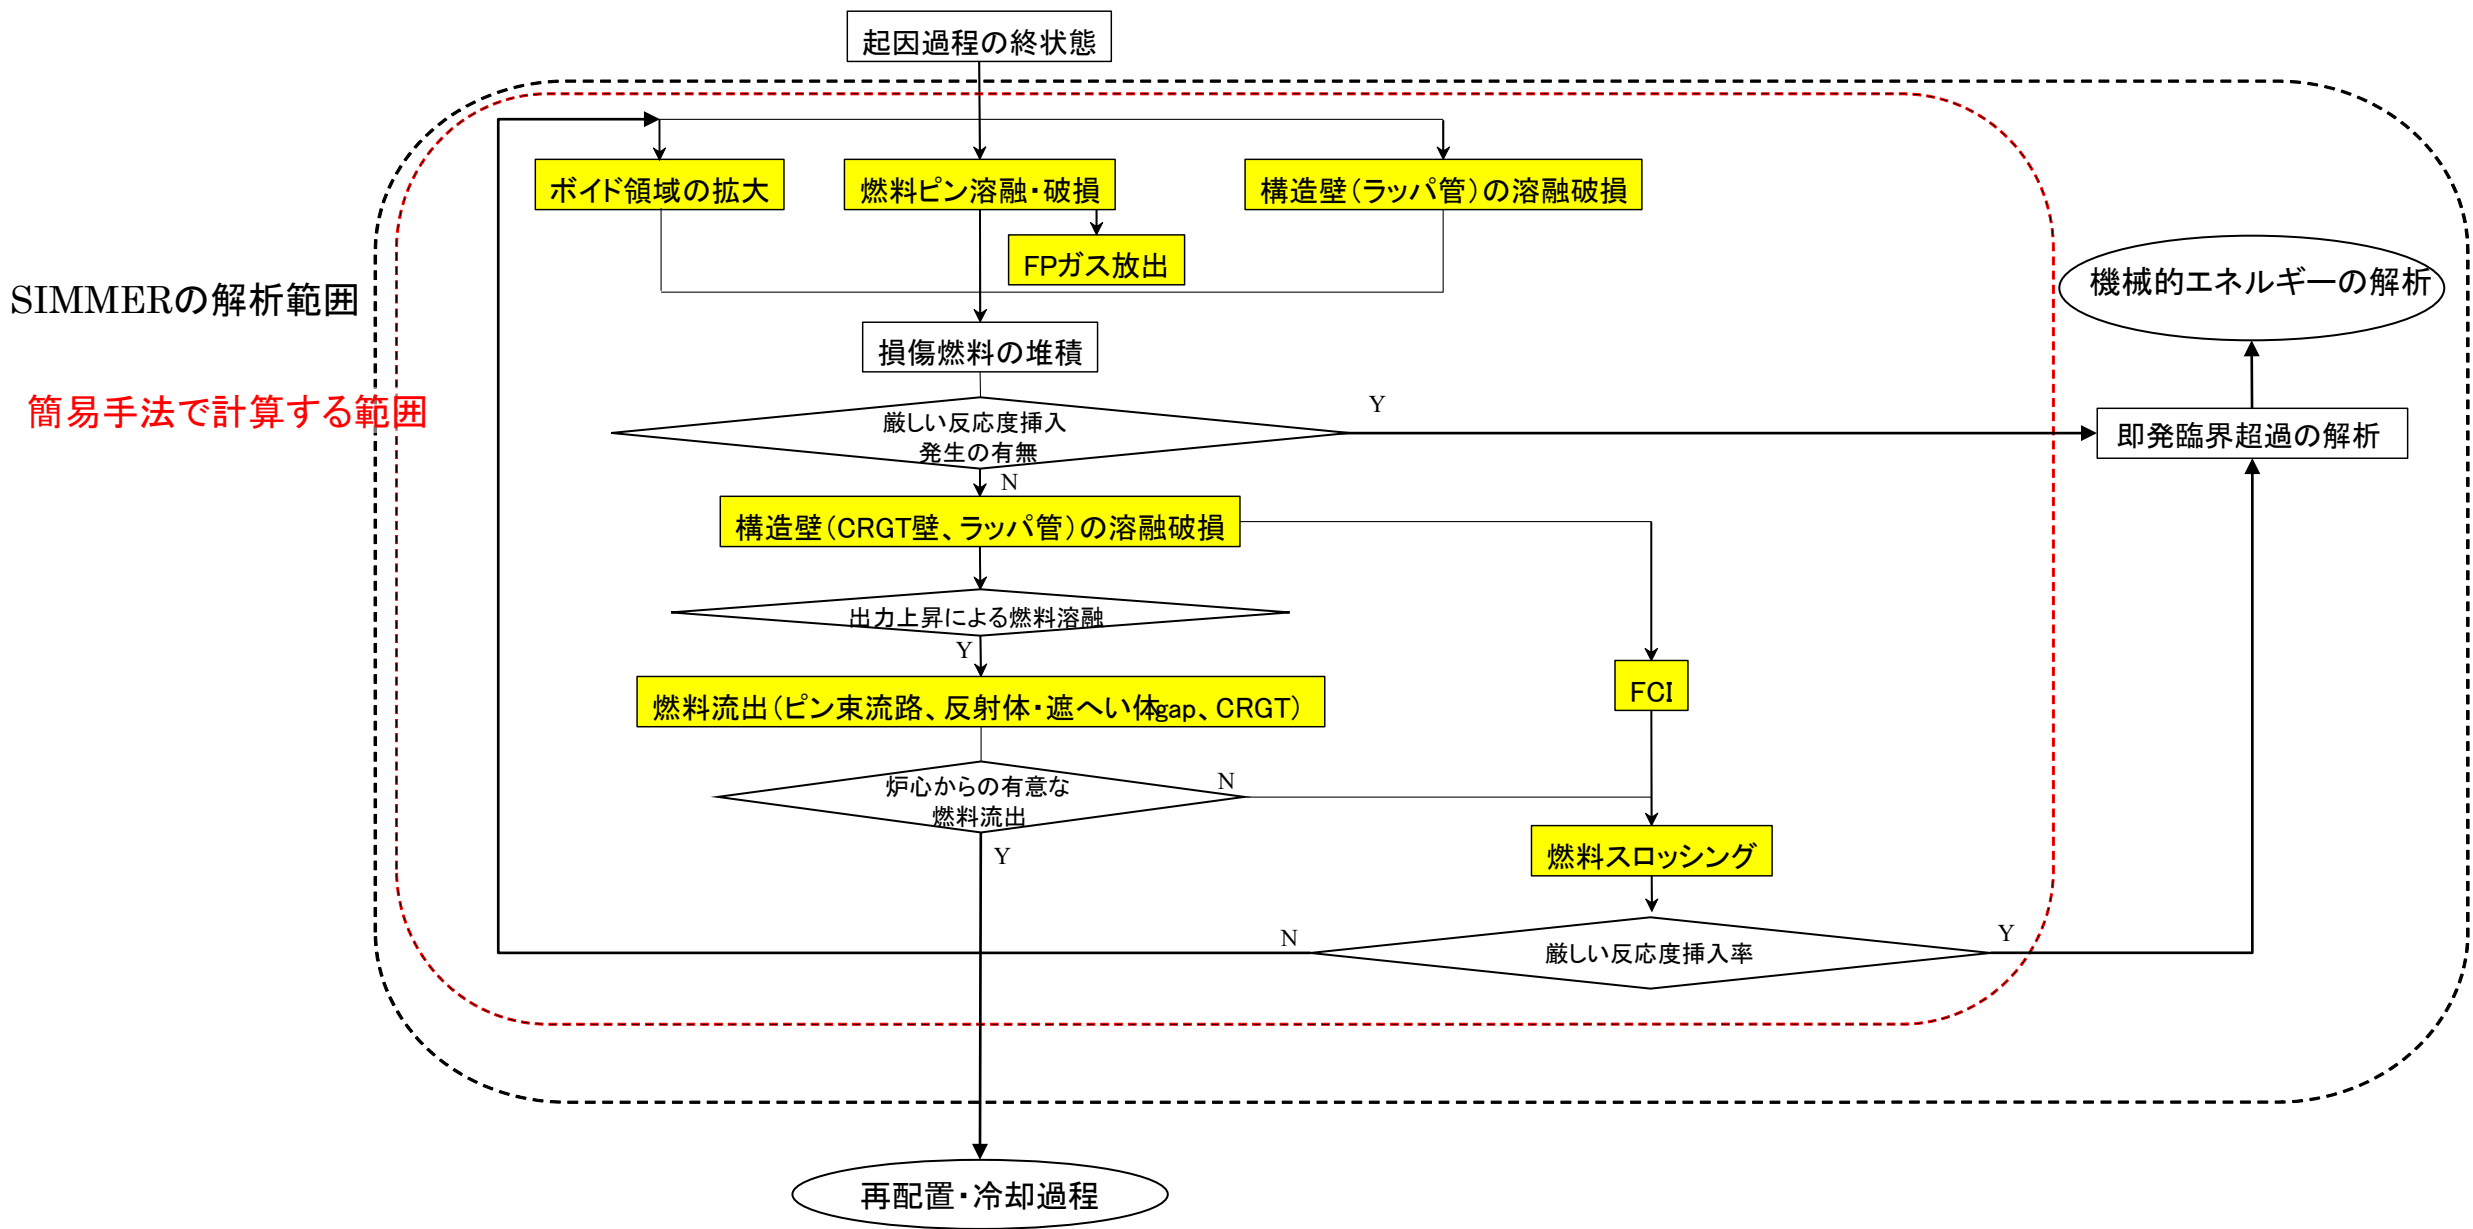 起因過程の終状態
ボイド領域の拡大
燃料ピン溶融・破損
構造壁(ラッパ管)の溶融破損
FPガス放出
SIMMERの解析範囲
機械的エネルギーの解析
損傷燃料の堆積
簡易手法で計算する範囲
Y
厳しい反応度挿入
発生の有無
即発臨界超過の解析
N
構造壁(CRGT壁、ラッパ管)の溶融破損
出力上昇による燃料溶融
Y
燃料流出(ピン束流路、反射体・遮へい体gap、CRGT)
FCI
炉心からの有意な
燃料流出
N
Y
燃料スロッシング
N
厳しい反応度挿入率
Y
再配置・冷却過程